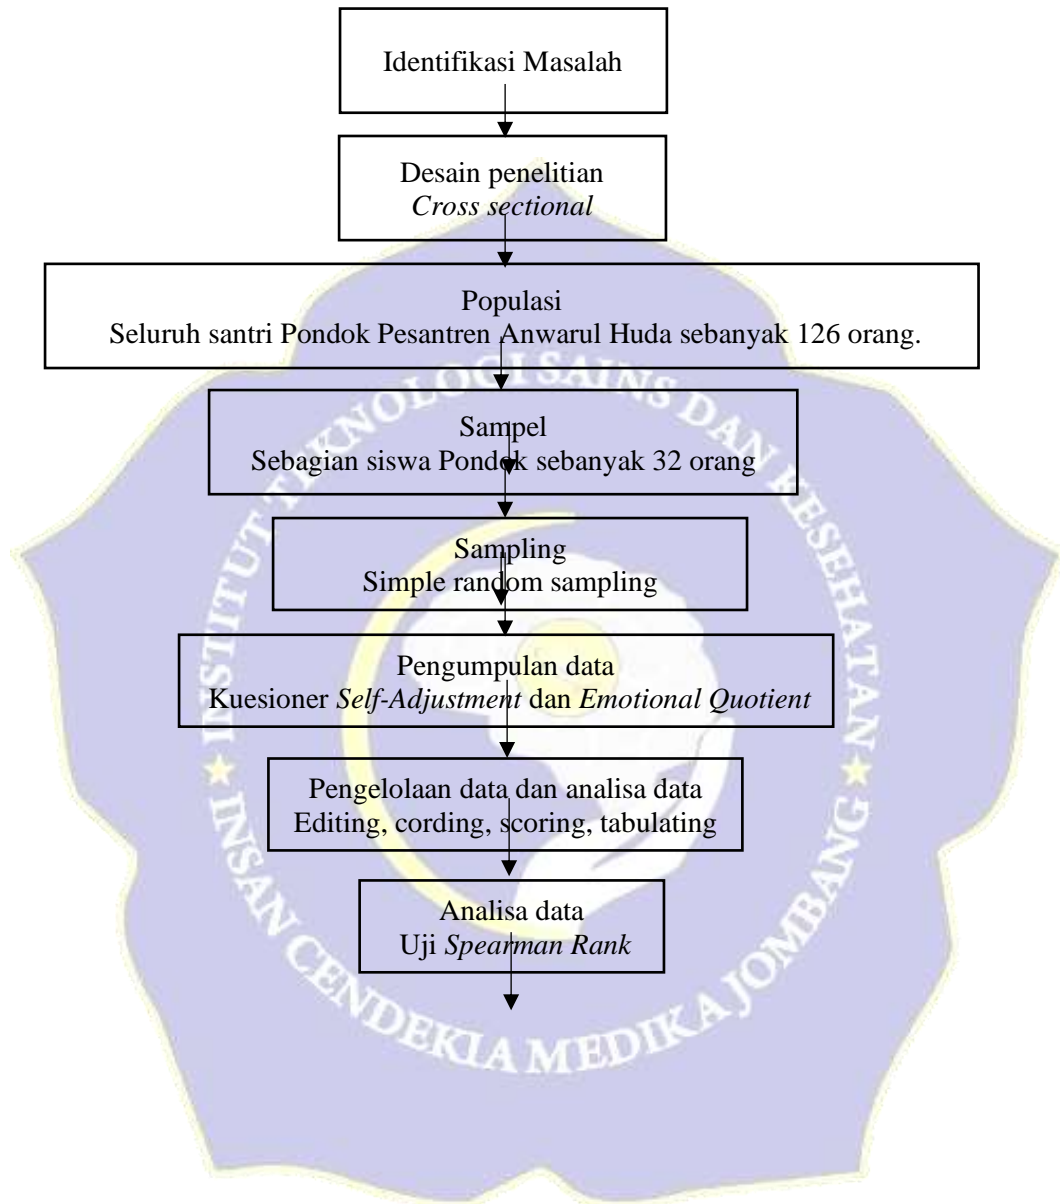 Identifikasi Masalah
Desain penelitian
Cross sectional
Populasi
Seluruh santri Pondok Pesantren Anwarul Huda sebanyak 126 orang.
Sampel
Sebagian siswa Pondok sebanyak 32 orang
Sampling
Simple random sampling
Pengumpulan data
Kuesioner Self-Adjustment dan Emotional Quotient
Pengelolaan data dan analisa data
Editing, cording, scoring, tabulating
Analisa data
Uji Spearman Rank
INSTITUT TEKNOLOGI SAINS DAN KESEHATAN
INSAN CENDEKIA MEDIKA JOMBANG